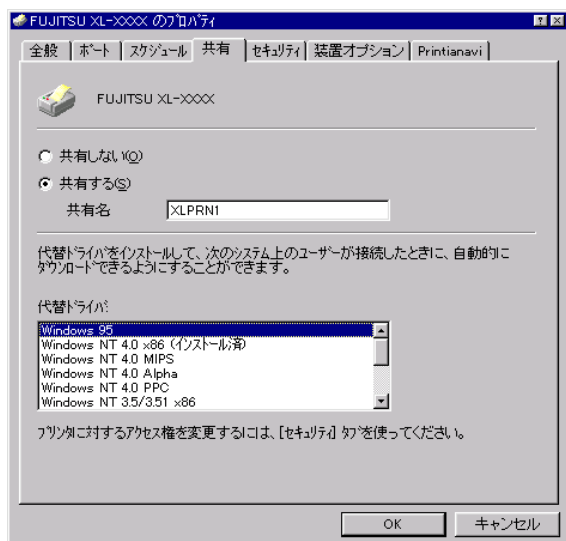 FUJITSU XL-XXXX のプロパティ
全般 ポート スケジュール 共有 セキュリティ 装置オプション Printianavi
FUJITSU XL-XXXX
共有しない(O)
共有する(S)
共有名 XLPRN1
代替ドライバをインストールして、次のシステム上のユーザーが接続したときに、自動的に
ダウンロードできるようにすることができます。
代替ドライバ:
Windows 95
Windows NT 4.0 x86 (インストール済)
Windows NT 4.0 MIPS
Windows NT 4.0 Alpha
Windows NT 4.0 PPC
Windows NT 3.5/3.51 x86
プリンタに対するアクセス権を変更するには、[セキュリティ] タブを使ってください。
OK キャンセル